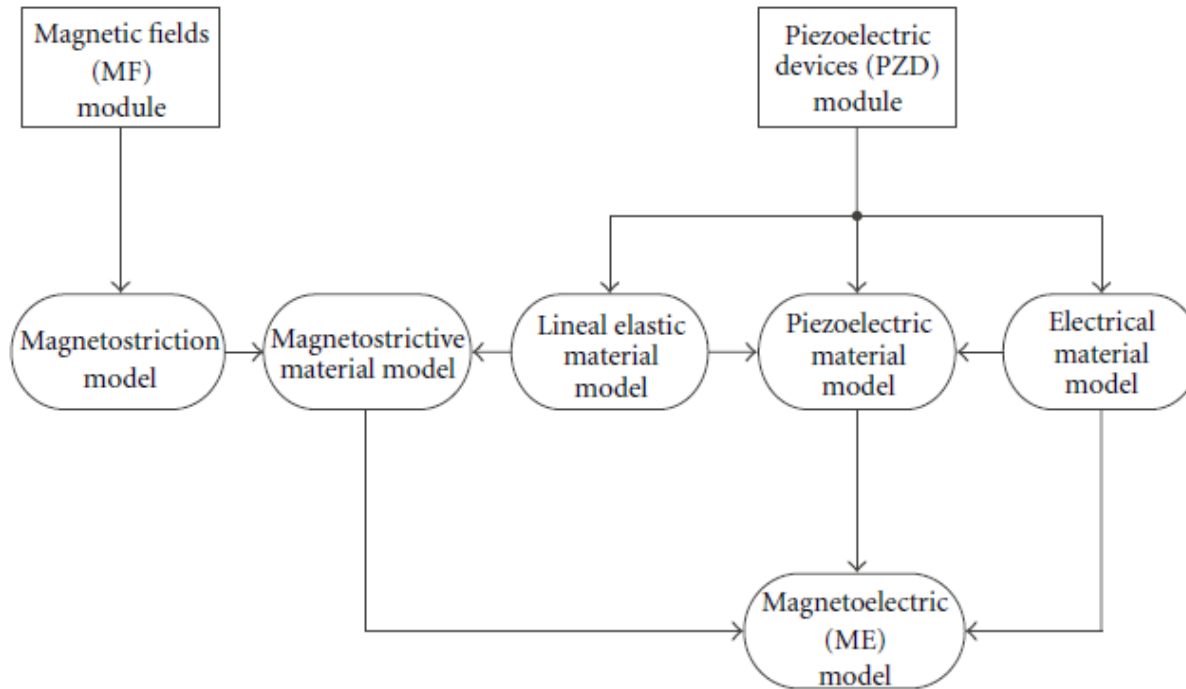 Magnetic fields
(MF)
module
Piezoelectric
devices (PZD)
module
Magnetostriction
model
Magnetostrictive
material model
Lineal elastic
material
model
Piezoelectric
material
model
Electrical
material
model
Magnetoelectric
(ME)
model